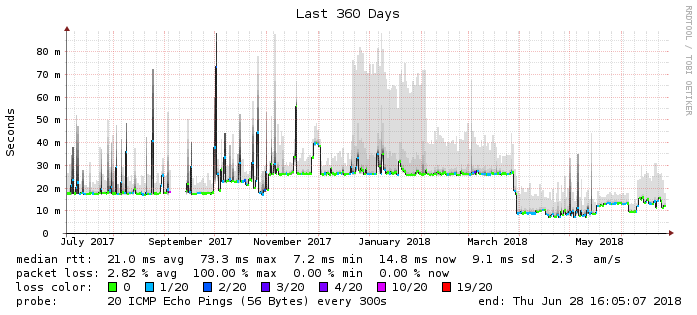 Last 360 Days
RRDTOOL / TOBI OETIKER
Seconds
80 m
70 m
60 m
50 m
40 m
30 m
20 m
10 m
0
July 2017 September 2017 November 2017 January 2018 March 2018 May 2018
median rtt: 21.0 ms avg 73.3 ms max 7.2 ms min 14.8 ms now 9.1 ms sd 2.3 am/s
packet loss: 2.82 % avg 100.00 % max 0.00 % min 0.00 % now
loss color: 0 1/20 2/20 3/20 4/20 10/20 19/20
probe: 20 ICMP Echo Pings (56 Bytes) every 300s end: Thu Jun 28 16:05:07 2018